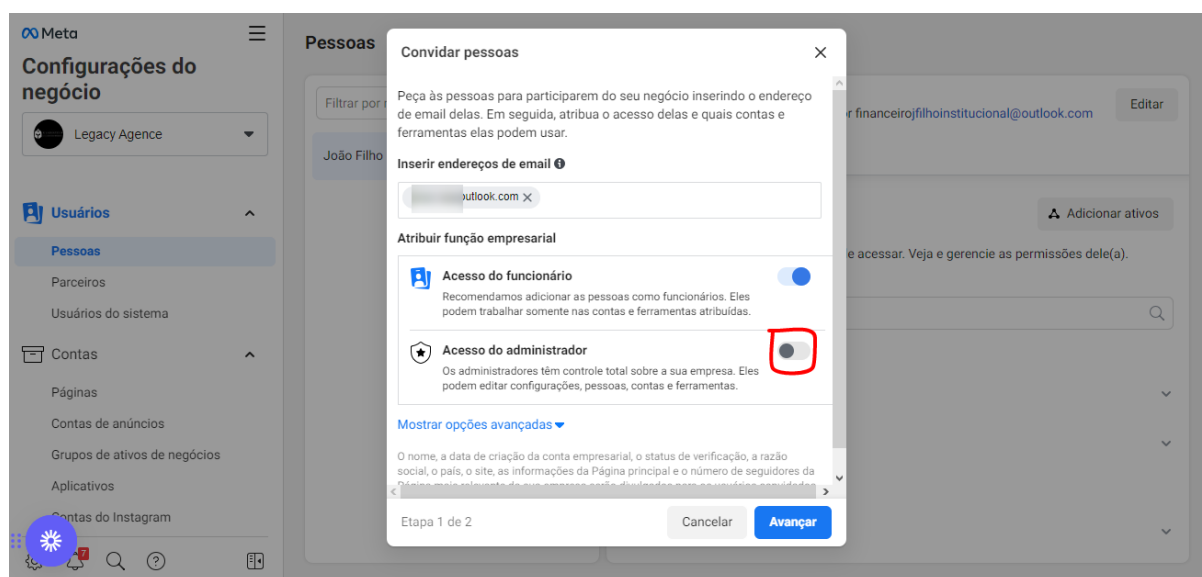 Meta
Configurações do
negócio
Legacy Agence
Usuários
Pessoas
Parceiros
Usuários do sistema
Contas
Páginas
Contas de anúncios
Grupos de ativos de negócios
Aplicativos
Contas do Instagram
7
Pessoas
Filtrar por
João Filho
financeirojfilhoinstitucional@outlook.com
Editar
Adicionar ativos
e acessar. Veja e gerencie as permissões dele(a).
Convidar pessoas
Peça às pessoas para participarem do seu negócio inserindo o endereço
de email delas. Em seguida, atribua o acesso delas e quais contas e
ferramentas elas podem usar.
Inserir endereços de email
outlook.com
Atribuir função empresarial
Acesso do funcionário
Recomendamos adicionar as pessoas como funcionários. Eles
podem trabalhar somente nas contas e ferramentas atribuídas.
Acesso do administrador
Os administradores têm controle total sobre a sua empresa. Eles
podem editar configurações, pessoas, contas e ferramentas.
Mostrar opções avançadas
O nome, a data de criação da conta empresarial, o status de verificação, a razão
social, o país, o site, as informações da Página principal e o número de seguidores da
Etapa 1 de 2
Cancelar
Avançar